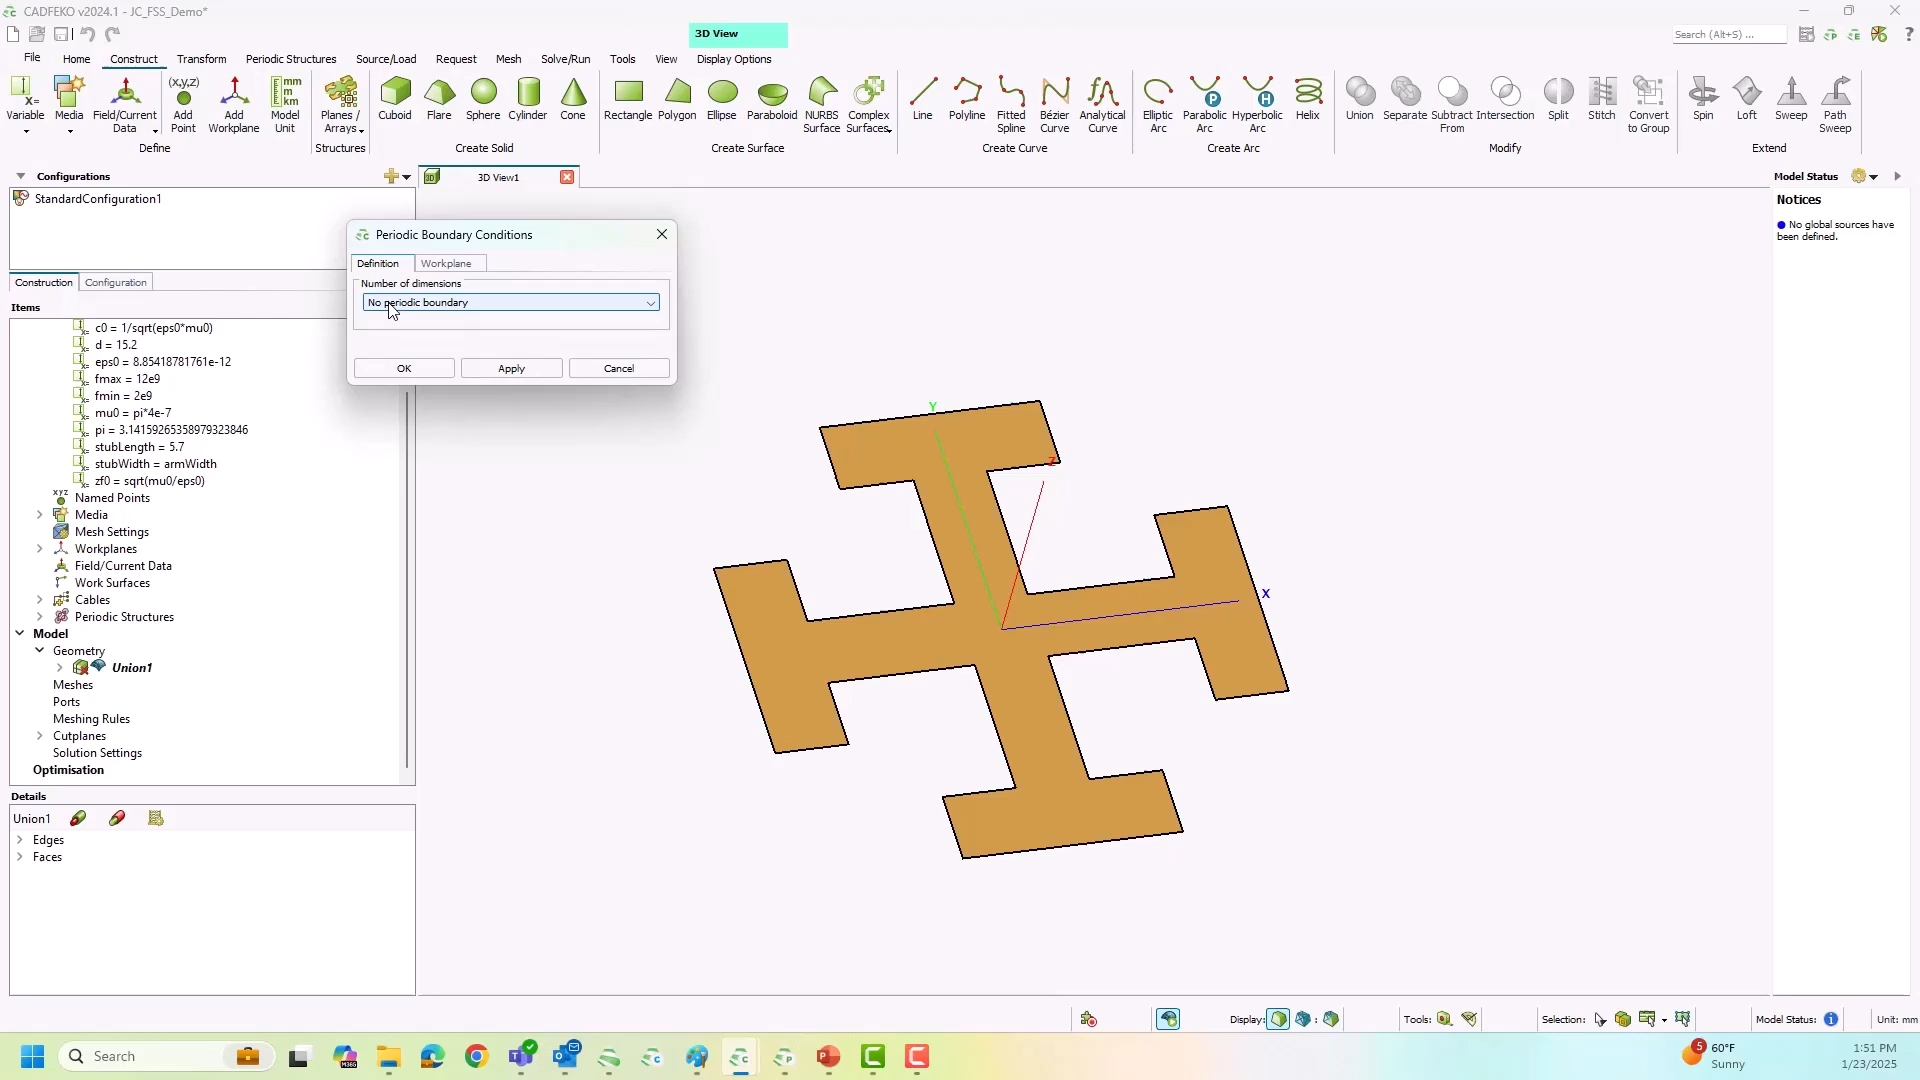 CADFEKO v2024.1 - JC_FSS_Demo*
3D View
Search (Alt+S) ...
File Home Construct Transform Periodic Structures Source/Load Request Mesh Solve/Run Tools View Display Options
Variable
Media
Field/Current
Data
(x,y,z)
Add
Point
Add
Workplane
mm
m
km
Model
Unit
Define
Planes /
Arrays
Structures
Cuboid
Flare
Sphere
Cylinder
Cone
Create Solid
Rectangle
Polygon
Ellipse
Paraboloid
NURBS
Surface
Complex
Surfaces
Create Surface
Line
Polyline
Fitted
Spline
Bézier
Curve
Analytical
Curve
Create Curve
Elliptic
Arc
Parabolic
Arc
Hyperbolic
Arc
Helix
Create Arc
Union
Separate
Subtract
From
Intersection
Split
Stitch
Convert
to Group
Modify
Spin
Loft
Sweep
Path
Sweep
Extend
Configurations
StandardConfiguration1
Construction
Configuration
Items
c0 = 1/sqrt(eps0*mu0)
d = 15.2
eps0 = 8.85418781761e-12
fmax = 12e9
fmin = 2e9
mu0 = pi*4e-7
pi = 3.14159265358979323846
stubLength = 5.7
stubWidth = armWidth
zf0 = sqrt(mu0/eps0)
Named Points
Media
Mesh Settings
Workplanes
Field/Current Data
Work Surfaces
Cables
Periodic Structures
Model
Geometry
Union1
Meshes
Ports
Meshing Rules
Cutplanes
Solution Settings
Optimisation
Details
Union1
Edges
Faces
3D View1
Periodic Boundary Conditions
Definition
Workplane
Number of dimensions
No periodic boundary
OK
Apply
Cancel
Y
Z
X
Model Status
Notices
No global sources have
been defined.
Display:
Tools:
Selection:
Model Status:
Unit: mm
Search
5
60°F
Sunny
1:51 PM
1/23/2025